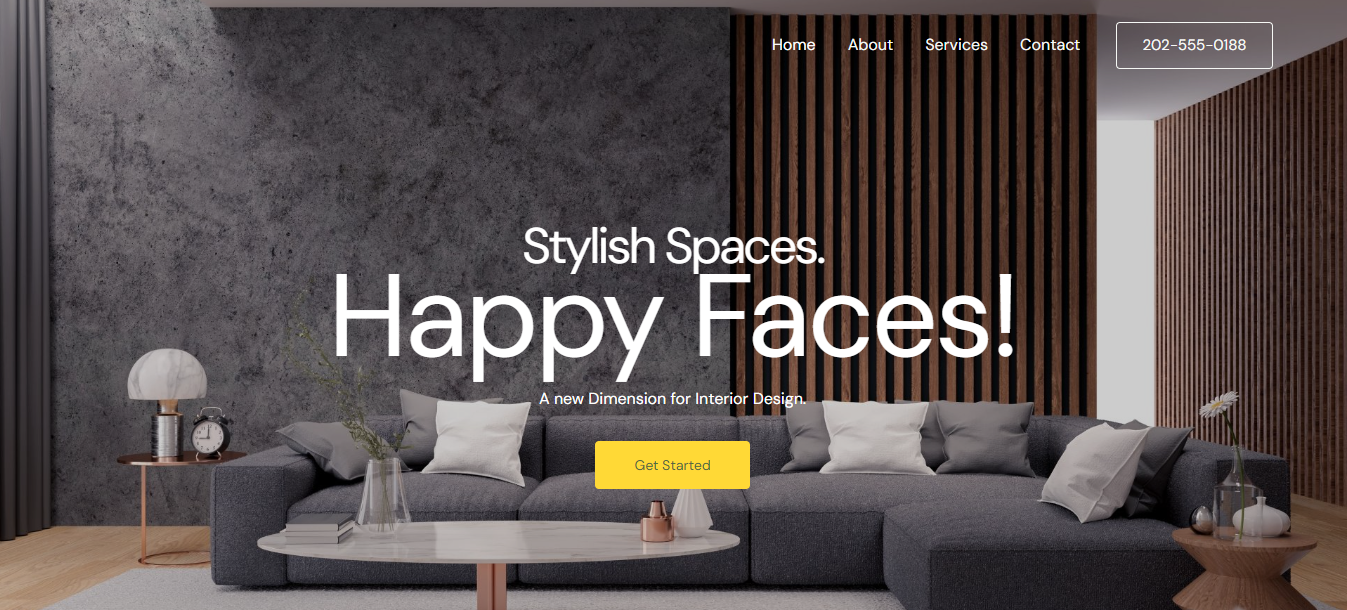 Home About Services Contact 202-555-0188
Stylish Spaces.
Happy Faces!
A new Dimension for Interior Design.
Get Started